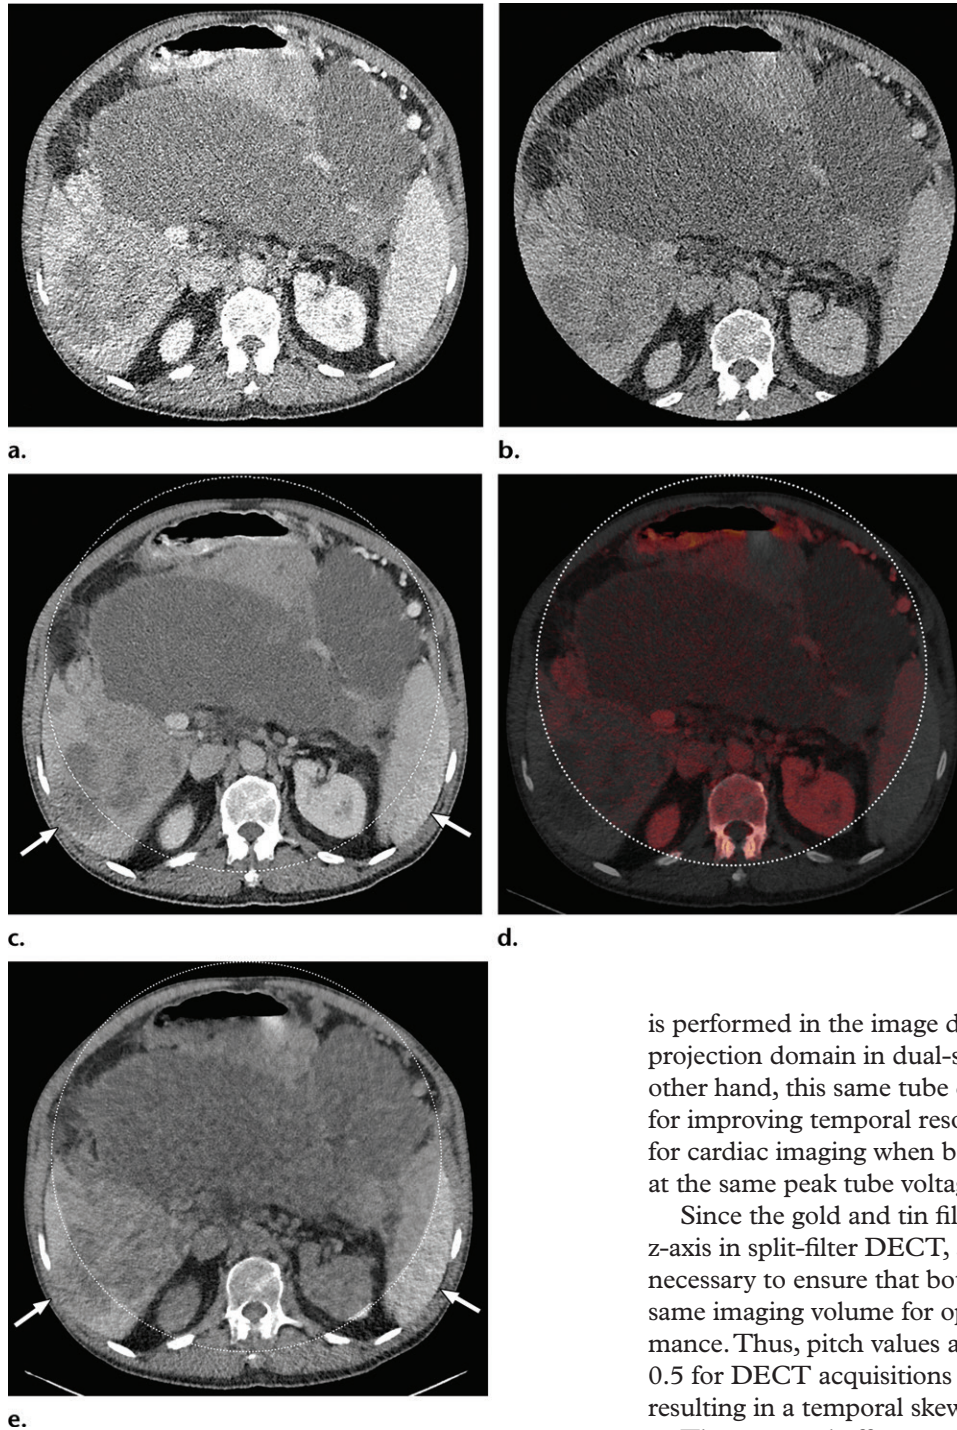 a.
b.
c.
d.
e.
is performed in the image d
projection domain in dual-s
other hand, this same tube
for improving temporal reso
for cardiac imaging when b
at the same peak tube voltag
Since the gold and tin fil
z-axis in split-filter DECT,
necessary to ensure that bo
same imaging volume for op
mance. Thus, pitch values a
0.5 for DECT acquisitions
resulting in a temporal skew